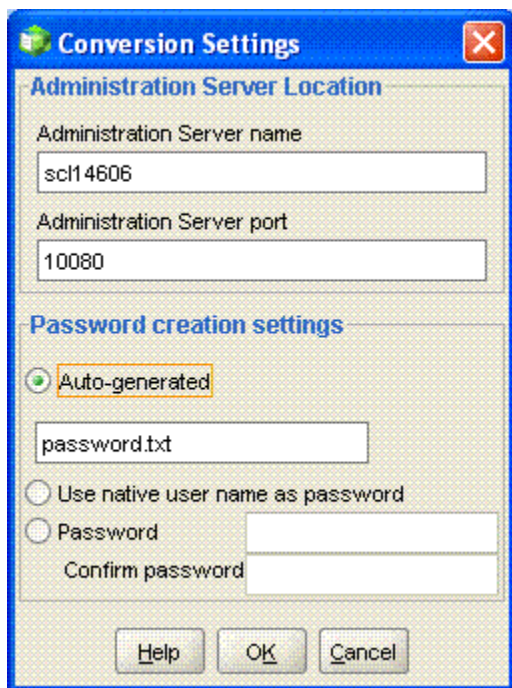 Conversion Settings
Administration Server Location
Administration Server name
scl14606
Administration Server port
10080
Password creation settings
Auto-generated
password.txt
Use native user name as password
Password
Confirm password
Help OK Cancel